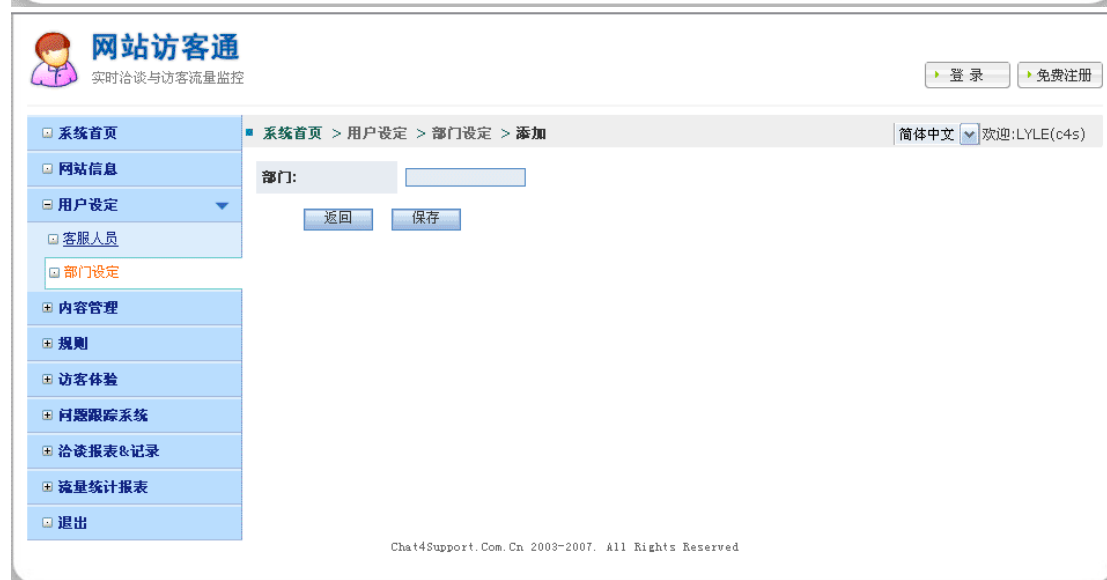 网站访客通
实时洽谈与访客流量监控
登 录
免费注册
系统首页
网站信息
用户设定
客服人员
部门设定
内容管理
规则
访客体验
问题跟踪系统
洽谈报表&记录
流量统计报表
退出
系统首页 > 用户设定 > 部门设定 > 添加
简体中文 欢迎:LYLE(c4s)
部门:
返回 保存
Chat4Support.Com.Cn 2003-2007. All Rights Reserved